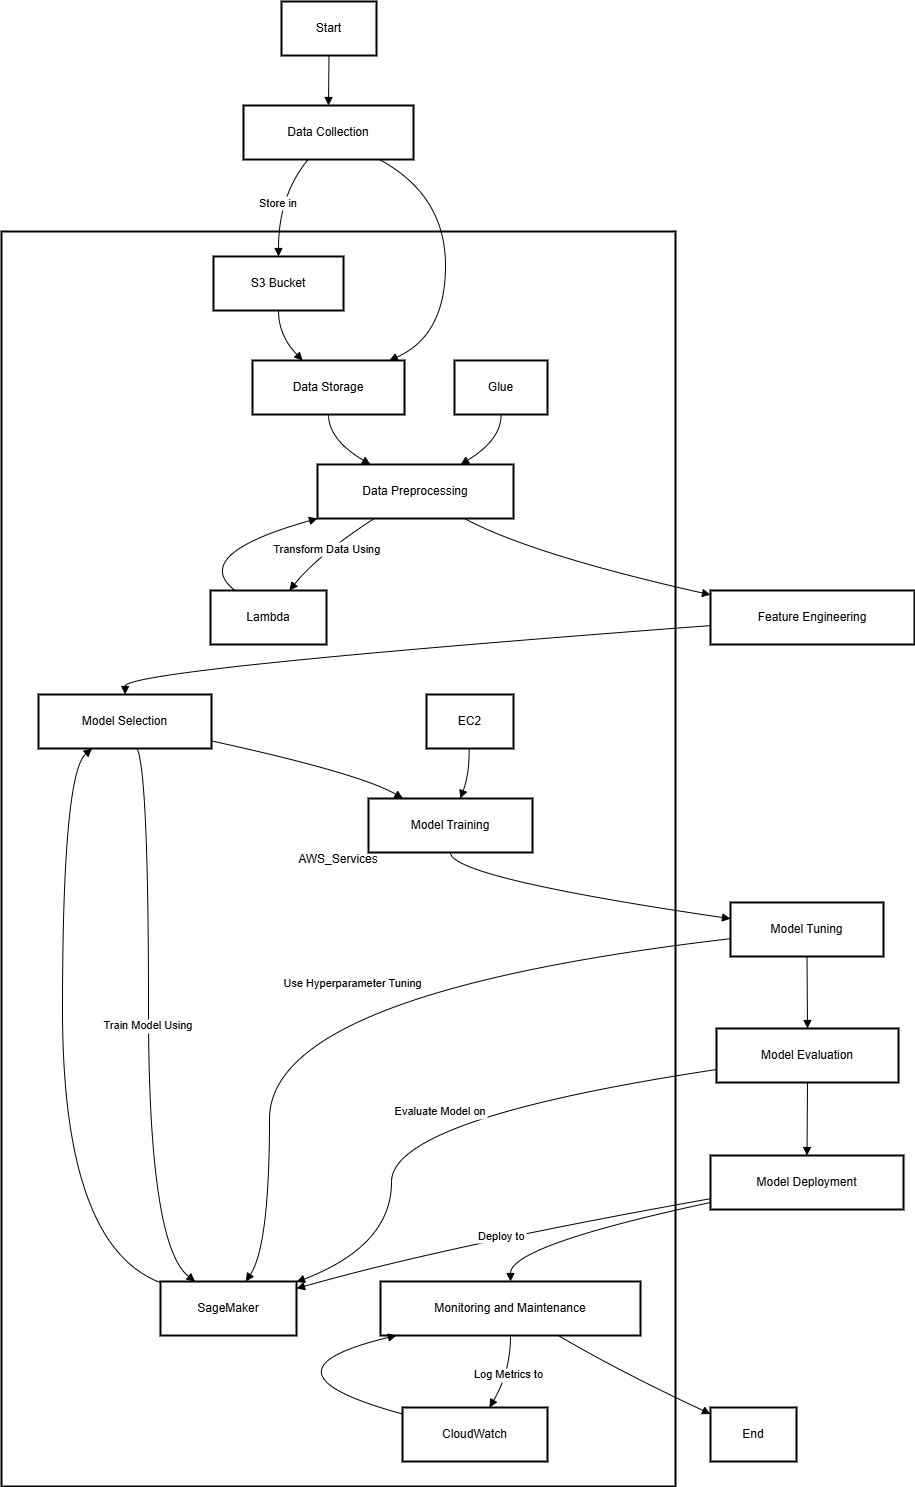 Start
Data Collection
Store in
S3 Bucket
Data Storage
Glue
Data Preprocessing
Transform Data Using
Lambda
Feature Engineering
Model Selection
EC2
Model Training
AWS_Services
Model Tuning
Use Hyperparameter Tuning
Train Model Using
Model Evaluation
Evaluate Model on
Model Deployment
Deploy to
SageMaker
Monitoring and Maintenance
Log Metrics to
CloudWatch
End